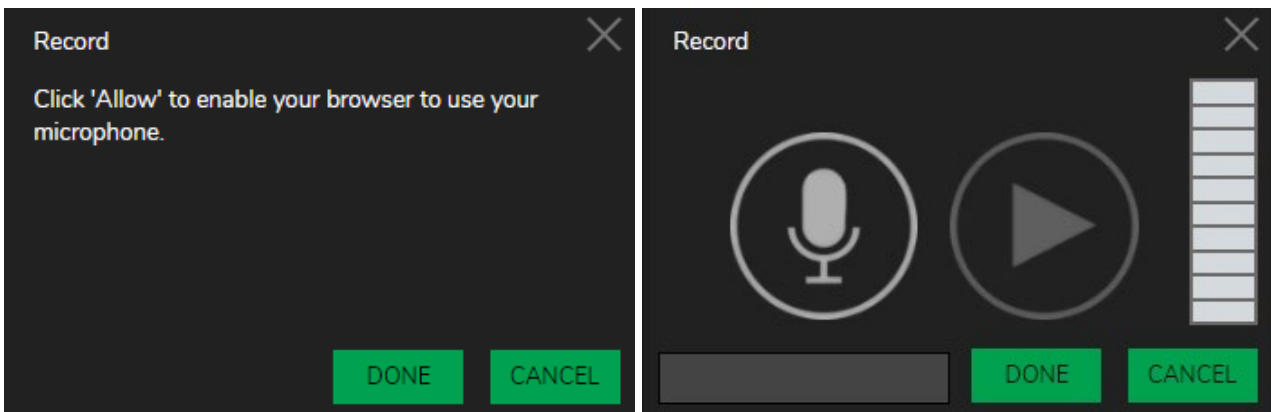 Record
Click 'Allow' to enable your browser to use your
microphone.
DONE
CANCEL
Record
DONE
CANCEL